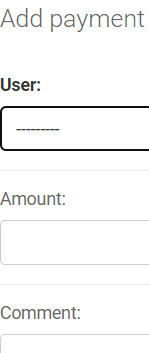 Add payment
User:
---------
Amount:
Comment: